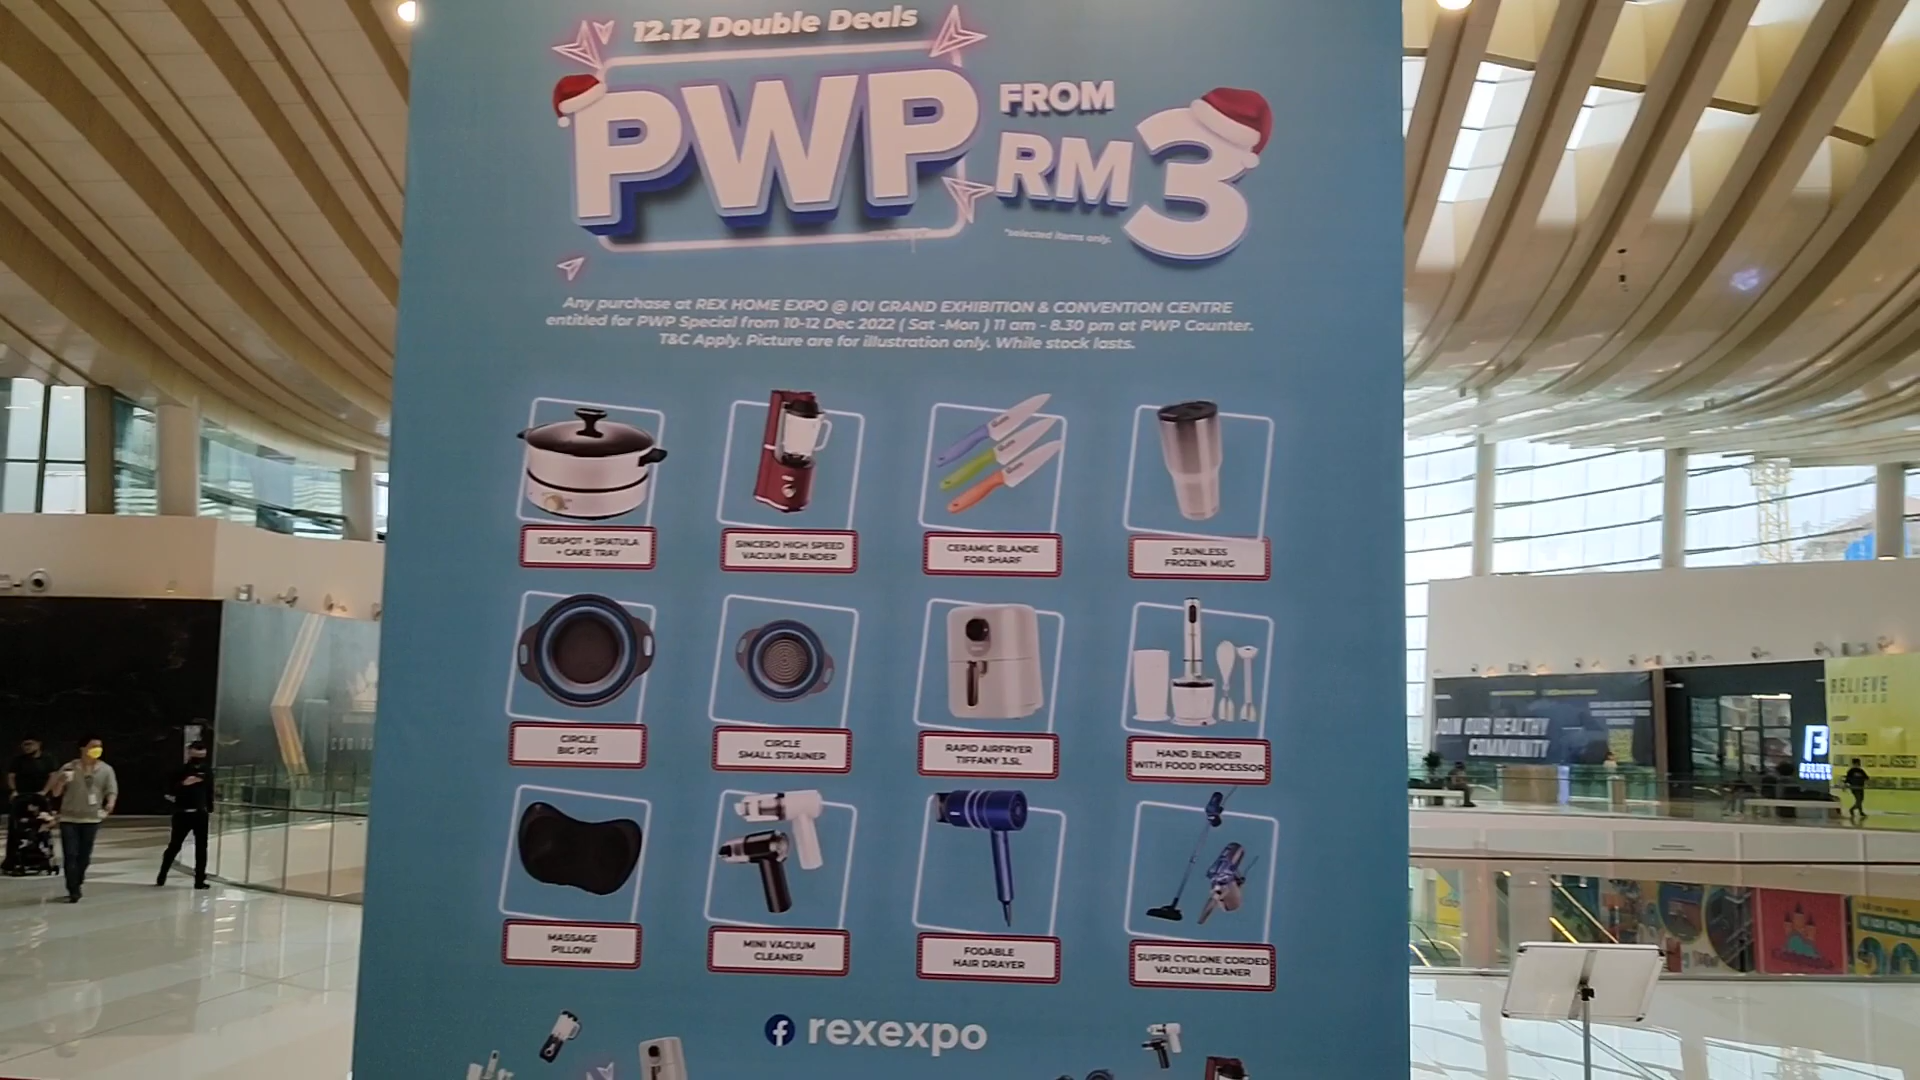 12.12 Double Deals
PWP
FROM
RM3
*selected items only.
Any purchase at REX HOME EXPO @ IOI GRAND EXHIBITION & CONVENTION CENTRE
entitled for PWP Special from 10-12 Dec 2022 ( Sat -Mon ) 11 am - 8.30 pm at PWP Counter.
T&C Apply. Picture are for illustration only. While stock lasts.
IDEAPOT + SPATULA
+ CAKE TRAY
SINCERO HIGH SPEED
VACUUM BLENDER
CERAMIC BLANDE
FOR SHARF
STAINLESS
FROZEN MUG
CIRCLE
BIG POT
CIRCLE
SMALL STRAINER
RAPID AIRFRYER
TIFFANY 3.5L
HAND BLENDER
WITH FOOD PROCESSOR
MASSAGE
PILLOW
MINI VACUUM
CLEANER
FODABLE
HAIR DRAYER
SUPER CYCLONE CORDED
VACUUM CLEANER
rexexpo
JOIN OUR HEALTHY
COMMUNITY
BELIEVE
FITNESS
24 HOUR
UNLIMITED CLASSES